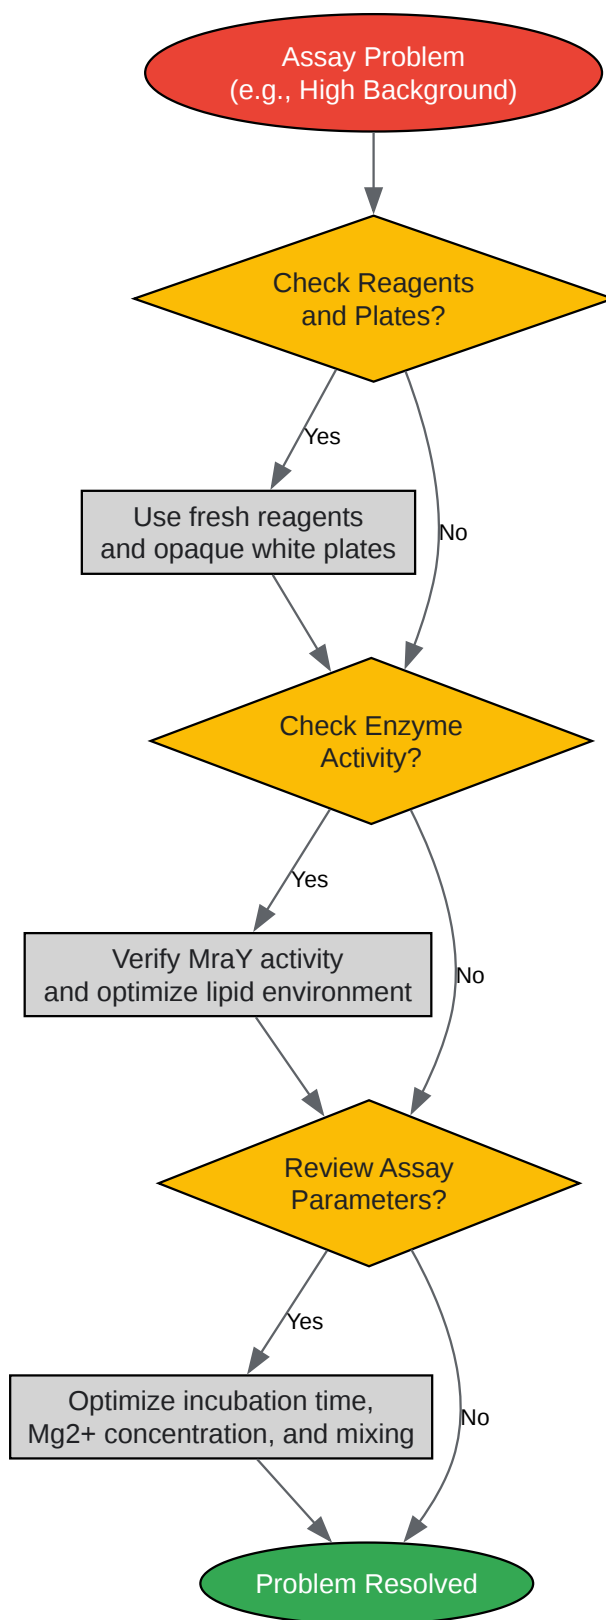 Assay Problem
(e.g., High Background)
Check Reagents
and Plates?
Yes
Use fresh reagents
and opaque white plates
No
Check Enzyme
Activity?
Yes
Verify MraY activity
and optimize lipid environment
No
Review Assay
Parameters?
Yes
Optimize incubation time,
Mg2+ concentration, and mixing
No
Problem Resolved